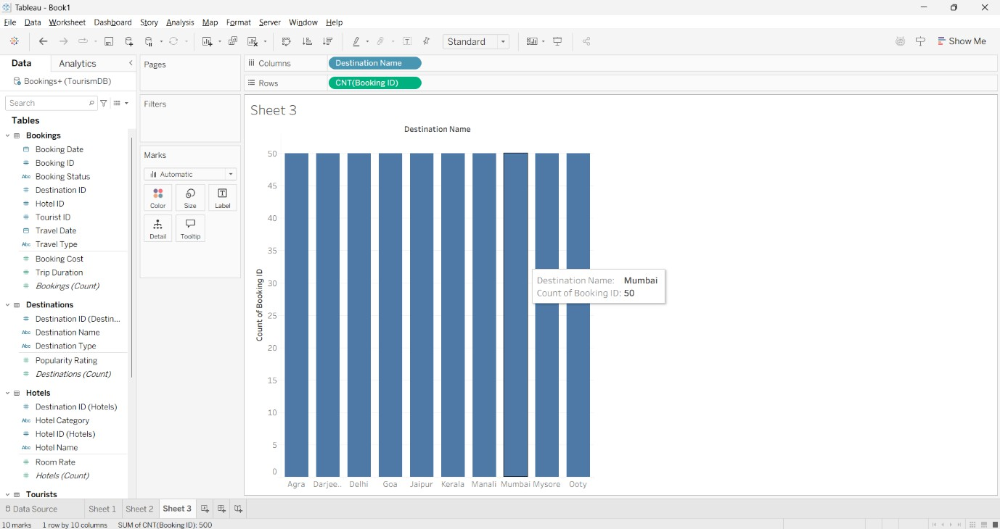 Tableau - Book1
File Data Worksheet Dashboard Story Analysis Map Format Server Window Help
Standard
Show Me
Data Analytics
Bookings+ (TourismDB)
Search
Tables
Bookings
Booking Date
Booking ID
Abc Booking Status
Destination ID
Hotel ID
Tourist ID
Travel Date
Abc Travel Type
Booking Cost
Trip Duration
Bookings (Count)
Destinations
Destination ID (Destin...
Abc Destination Name
Abc Destination Type
Popularity Rating
Destinations (Count)
Hotels
Destination ID (Hotels)
Abc Hotel Category
Hotel ID (Hotels)
Abc Hotel Name
Room Rate
Hotels (Count)
Tourists
Pages
Filters
Marks
Automatic
Color Size Label
Detail Tooltip
Columns Destination Name
Rows CNT(Booking ID)
Sheet 3
Destination Name
50
45
40
35
30
25
20
15
10
5
0
Count of Booking ID
Destination Name: Mumbai
Count of Booking ID: 50
Agra Darjee.. Delhi Goa Jaipur Kerala Manali Mumbai Mysore Ooty
Data Source Sheet 1 Sheet 2 Sheet 3
10 marks 1 row by 10 columns SUM of CNT(Booking ID): 500